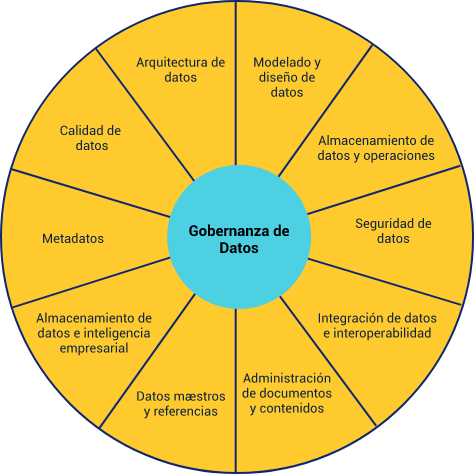 Arquitectura de
datos
Modelado y
diseño de
datos
Almacenamiento de
datos y operaciones
Seguridad de
datos
Integración de datos
e interoperabilidad
Administración
de documentos
y contenidos
Datos mæstros
y referencias
Almacenamiento de
datos e inteligencia
empresarial
Metadatos
Calidad de
datos
Gobernanza de
Datos